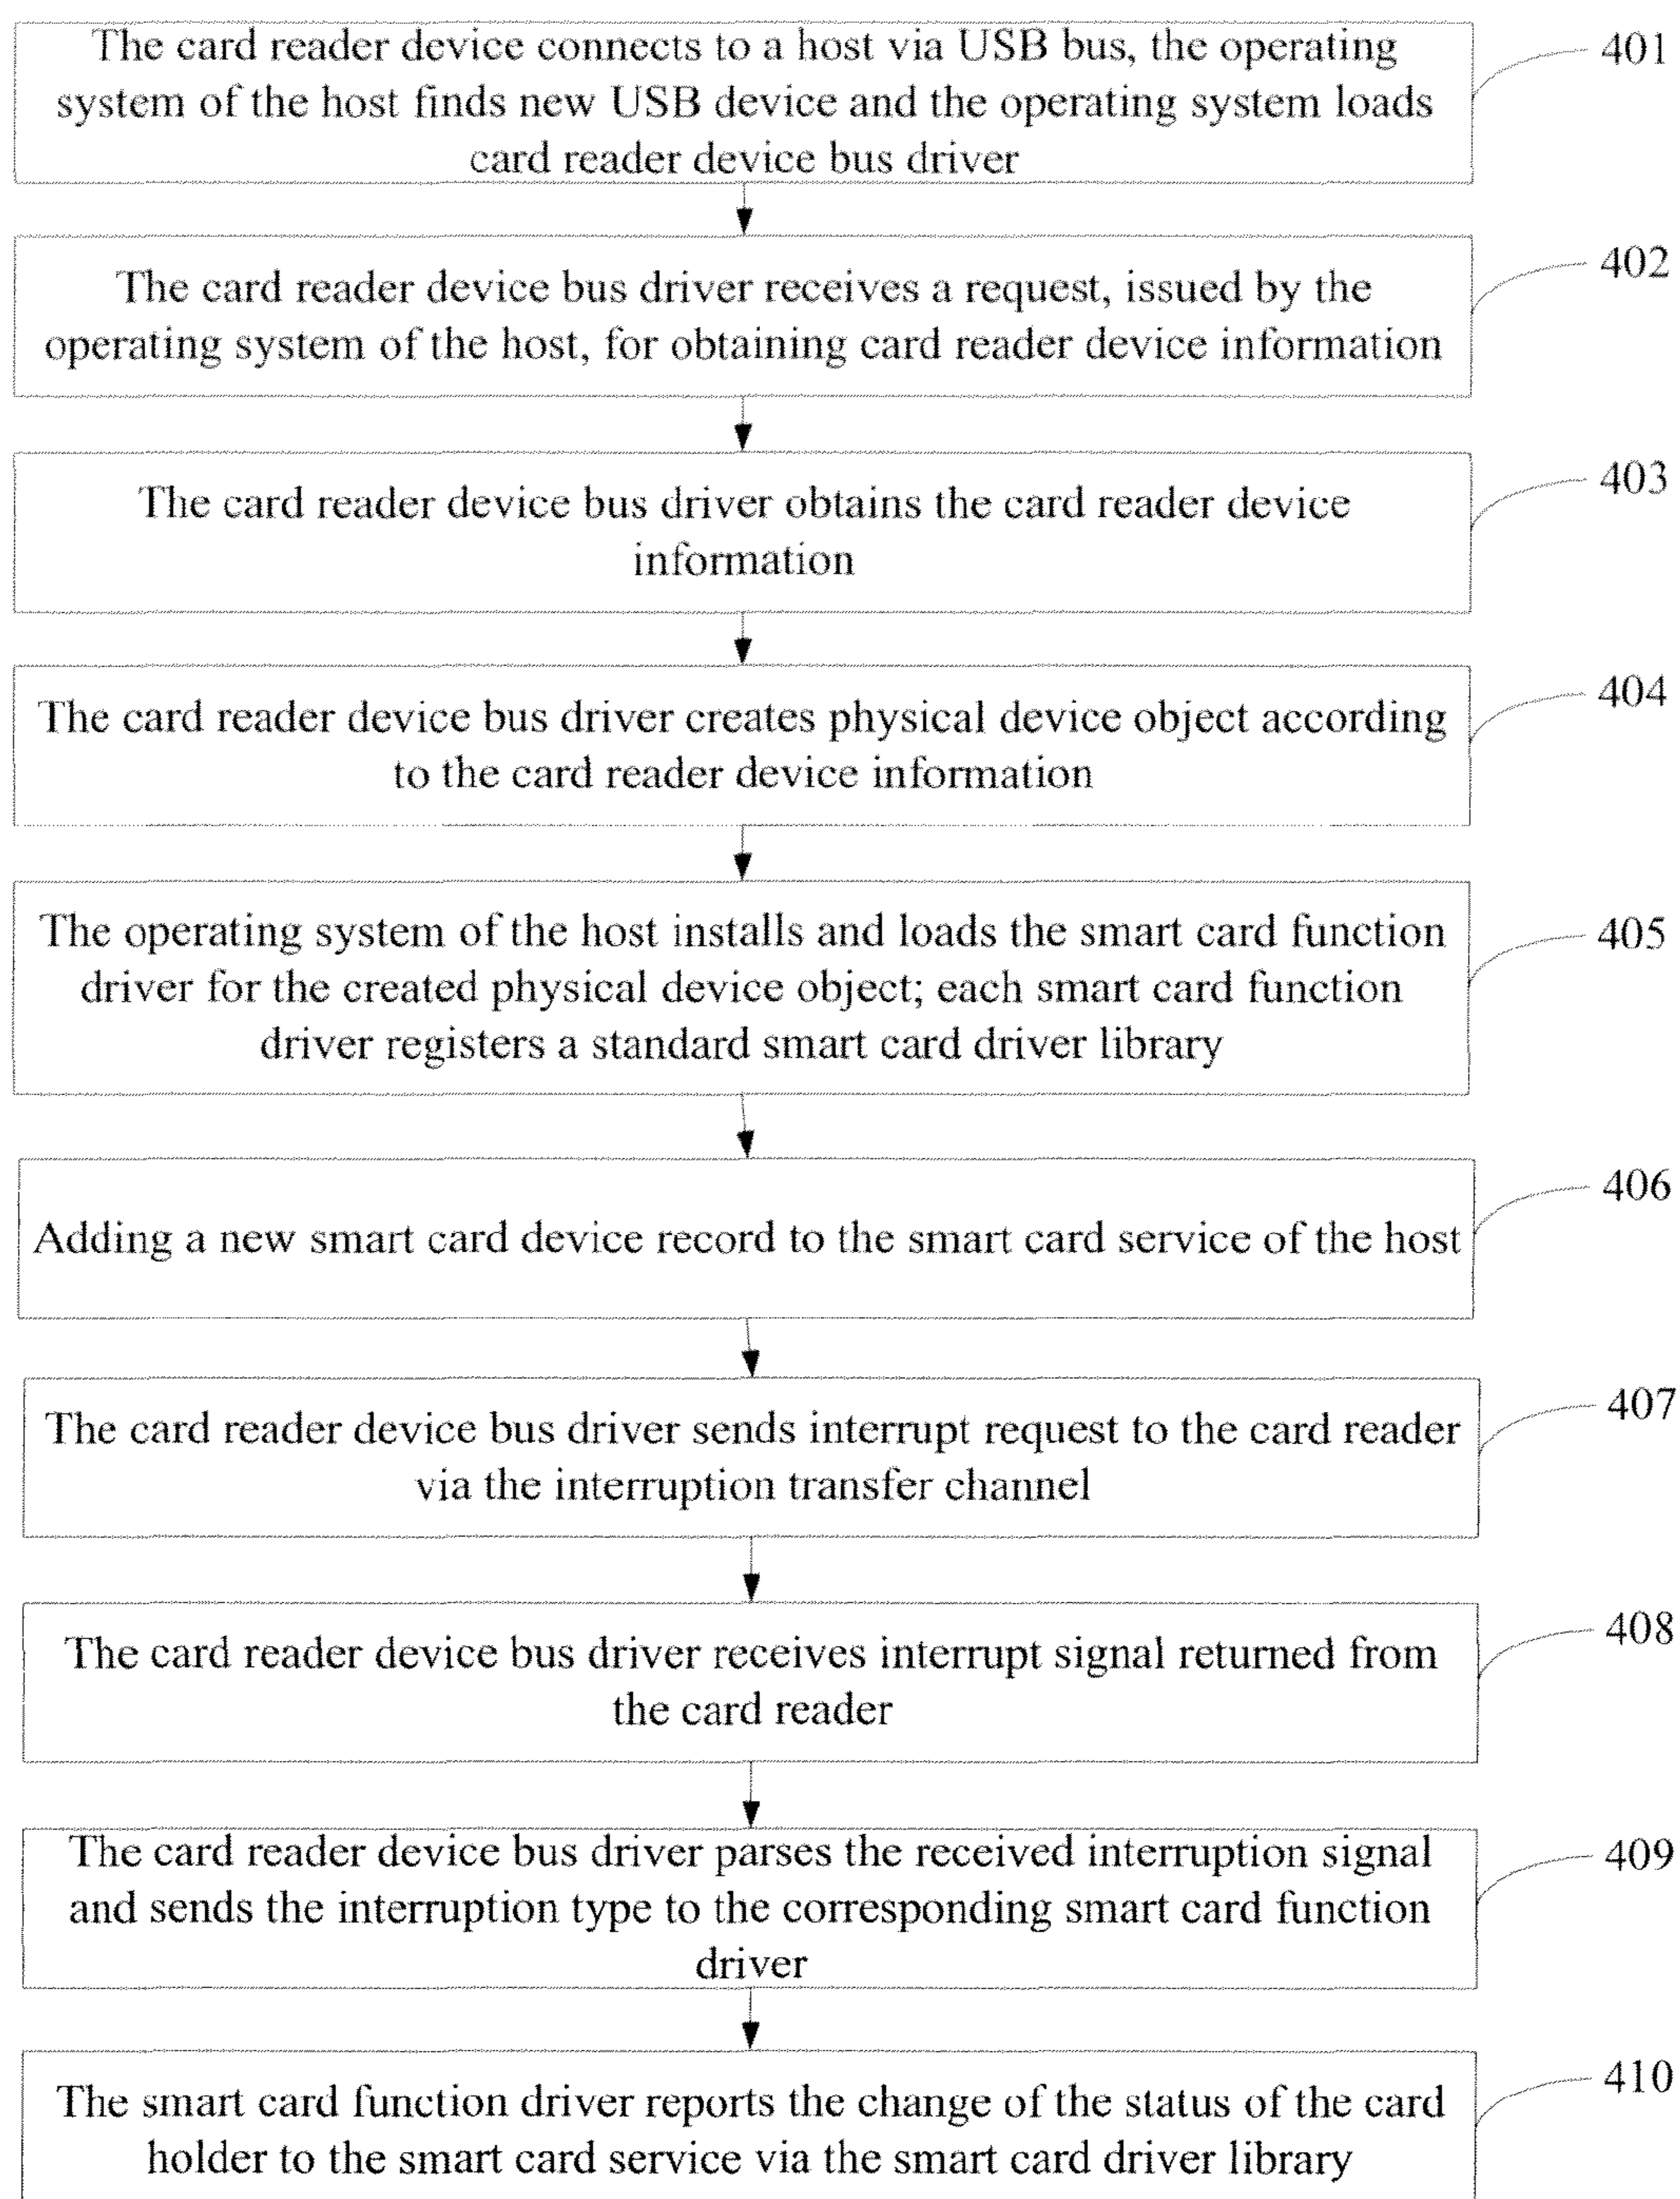 The card reader device connects to a host via USB bus, the operating
system of the host finds new USB device and the operating system loads
card reader device bus driver
401
The card reader device bus driver receives a request, issued by the
operating system of the host, for obtaining card reader device information
402
The card reader device bus driver obtains the card reader device
information
403
The card reader device bus driver creates physical device object according
to the card reader device information
404
The operating system of the host installs and loads the smart card function
driver for the created physical device object; each smart card function
driver registers a standard smart card driver library
405
Adding a new smart card device record to the smart card service of the host
406
The card reader device bus driver sends interrupt request to the card reader
via the interruption transfer channel
407
The card reader device bus driver receives interrupt signal returned from
the card reader
408
The card reader device bus driver parses the received interruption signal
and sends the interruption type to the corresponding smart card function
driver
409
The smart card function driver reports the change of the status of the card
holder to the smart card service via the smart card driver library
410